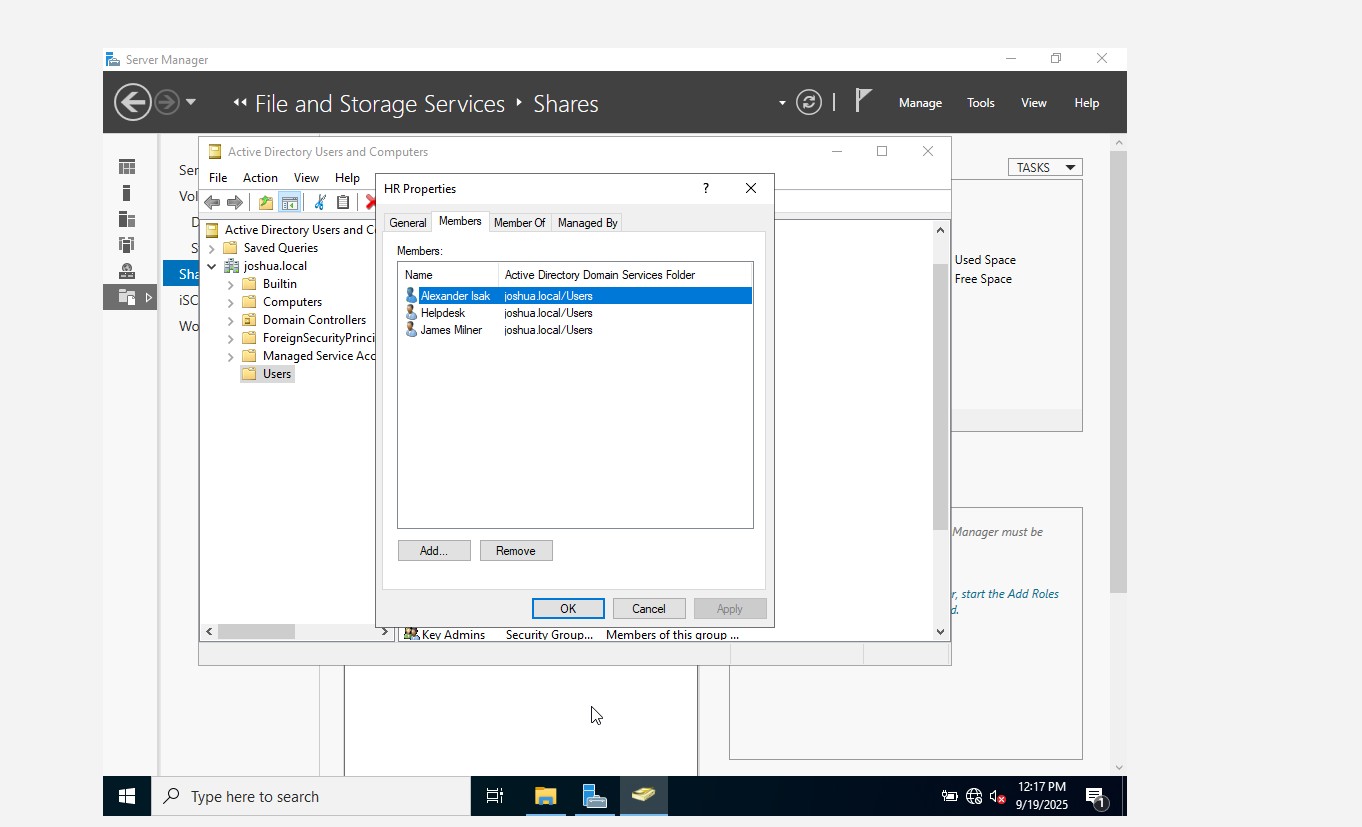 Server Manager
File and Storage Services
Shares
Manage
Tools
View
Help
Active Directory Users and Computers
File
Action
View
Help
Ser
Vol
D
S
Sha
iSC
Wo
TASKS
Active Directory Users and C
Saved Queries
joshua.local
Builtin
Computers
Domain Controllers
ForeignSecurityPrinci
Managed Service Acc
Users
HR Properties
?
General
Members
Member Of
Managed By
Members:
Name Active Directory Domain Services Folder
Alexander Isak joshua.local/Users
Helpdesk joshua.local/Users
James Milner joshua.local/Users
Add...
Remove
OK
Cancel
Apply
Key Admins Security Group... Members of this group ...
Used Space
Free Space
Manager must be
r, start the Add Roles
d.
Type here to search
12:17 PM
9/19/2025
1